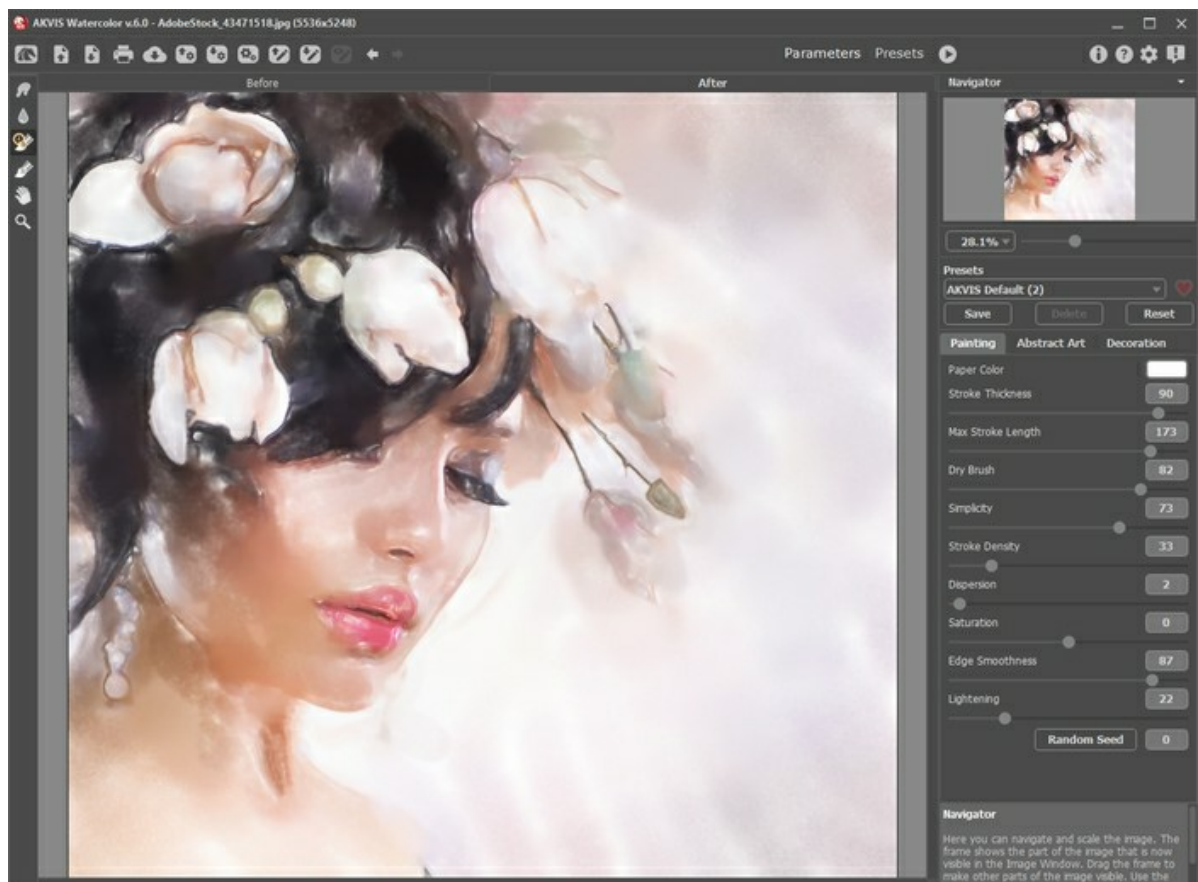 AKVIS Watercolor v.6.0 - AdobeStock_43471518.jpg (5536x5248)
Parameters Presets
Before After
Navigator
28.1%
Presets
AKVIS Default (2)
Save Delete Reset
Painting Abstract Art Decoration
Paper Color
Stroke Thickness 90
Max Stroke Length 173
Dry Brush 82
Simplicity 73
Stroke Density 33
Dispersion 2
Saturation 0
Edge Smoothness 87
Lightening 22
Random Seed 0
Navigator
Here you can navigate and scale the image. The
frame shows the part of the image that is now
visible in the Image Window. Drag the frame to
make other parts of the image visible. Use the